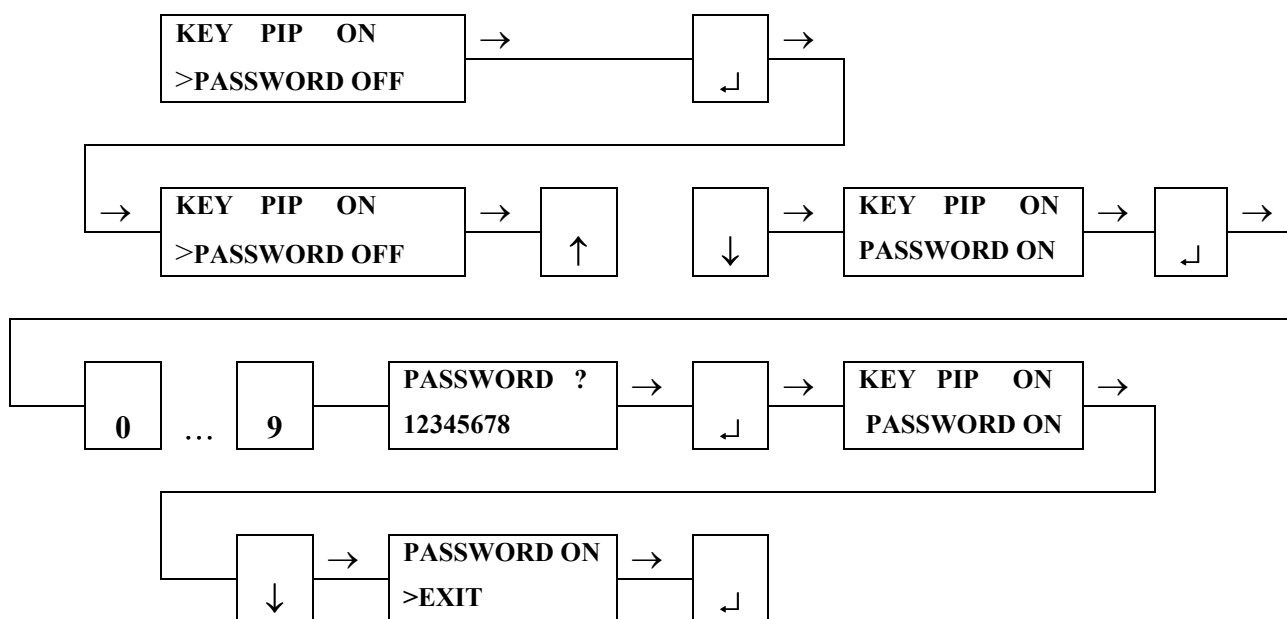 KEY PIP ON →  →
>PASSWORD OFF ↵
→ KEY PIP ON →  → KEY PIP ON →  →
>PASSWORD OFF ↑ ↓ PASSWORD ON ↵
PASSWORD ? →  → KEY PIP ON →
0 … 9 12345678 ↵ PASSWORD ON
→ PASSWORD ON →
↓ >EXIT ↵